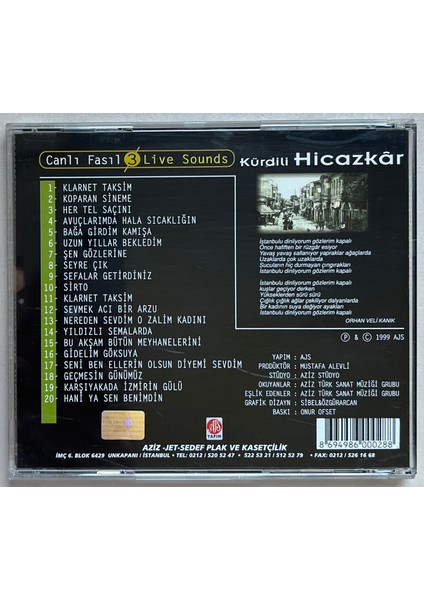 Canlı Fasıl 3 Live Sounds
Kürdili Hicazkâr
1- KLARNET TAKSİM
2- KOPARAN SİNEME
3- HER TEL SAÇINI
4- AVUÇLARIMDA HALA SICAKLIĞIN
5- BAĞA GİRDİM KAMIŞA
6- UZUN YILLAR BEKLEDİM
7- ŞEN GÖZLERİNE
8- SEYRE ÇIK
9- SEFALAR GETİRDİNİZ
10- SİRTO
11- KLARNET TAKSİM
12- SEVMEK ACI BİR ARZU
13- NEREDEN SEVDİM O ZALİM KADINI
14- YILDIZLI SEMALARDA
15- BU AKŞAM BÜTÜN MEYHANELERİNİ
16- GİDELİM GÖKSUYA
17- SENİ BEN ELLERİN OLSUN DİYEMİ SEVDİM
18- GEÇMESİN GÜNÜMÜZ
19- KARŞIYAKADA İZMİRİN GÜLÜ
20- HANİ YA SEN BENİMDİN
İstanbulu dinliyorum gözlerim kapalı
Önce hafiften bir rüzgar esiyor
Yavaş yavaş sallanıyor yapraklar ağaçlarda
Uzaklarda çok uzaklarda
Sucuların hiç durmayan çıngırakları
İstanbulu dinliyorum gözlerim kapalı
İstanbulu dinliyorum gözlerim kapalı
kuşlar geçiyor derken
Yükseklerden sürü sürü
Çığlık çığlık ağlar çekiliyor dalyanlarda
Bir kadının suya değiyor ayakları
İstanbulu dinliyorum gözlerim kapalı
ORHAN VELİ KANIK
Ⓟ & © 1999 AJS
YAPIM : AJS
PRODÜKTÖR : MUSTAFA ALEVLİ
STÜDYO : AZİZ STÜDYO
OKUYANLAR : AZİZ TÜRK SANAT MÜZİĞİ GRUBU
EŞLİK EDENLER : AZİZ TÜRK SANAT MÜZİĞİ GRUBU
GRAFİK DİZAYN : SİBEL&ÖZGÜRARCAN
BASKI : ONUR OFSET
AJS
YAPIM
8 694986 000288
AZİZ -JET-SEDEF PLAK VE KASETÇİLİK
İMÇ 6. BLOK 6429 UNKAPANI / İSTANBUL • TEL: 0212 / 520 52 47 • 522 53 21 / 512 52 79 • FAX: 0212 / 526 16 68